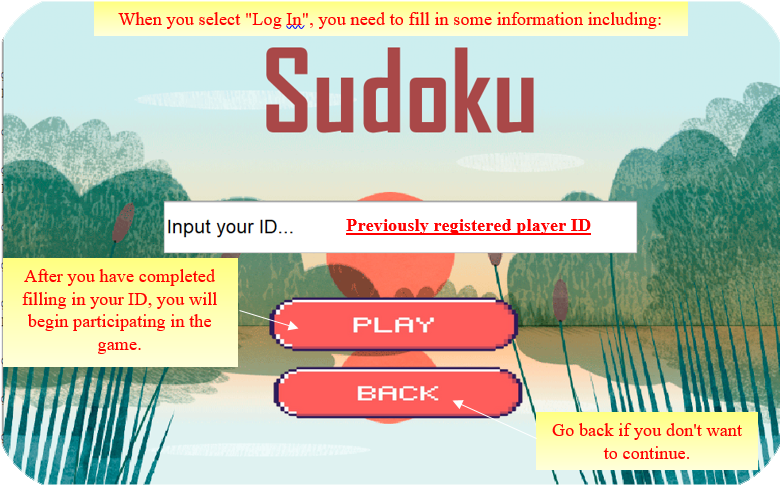 When you select "Log In", you need to fill in some information including:
Sudoku
Input your ID... Previously registered player ID
After you have completed
filling in your ID, you will
begin participating in the
game.
PLAY
BACK
Go back if you don't want
to continue.